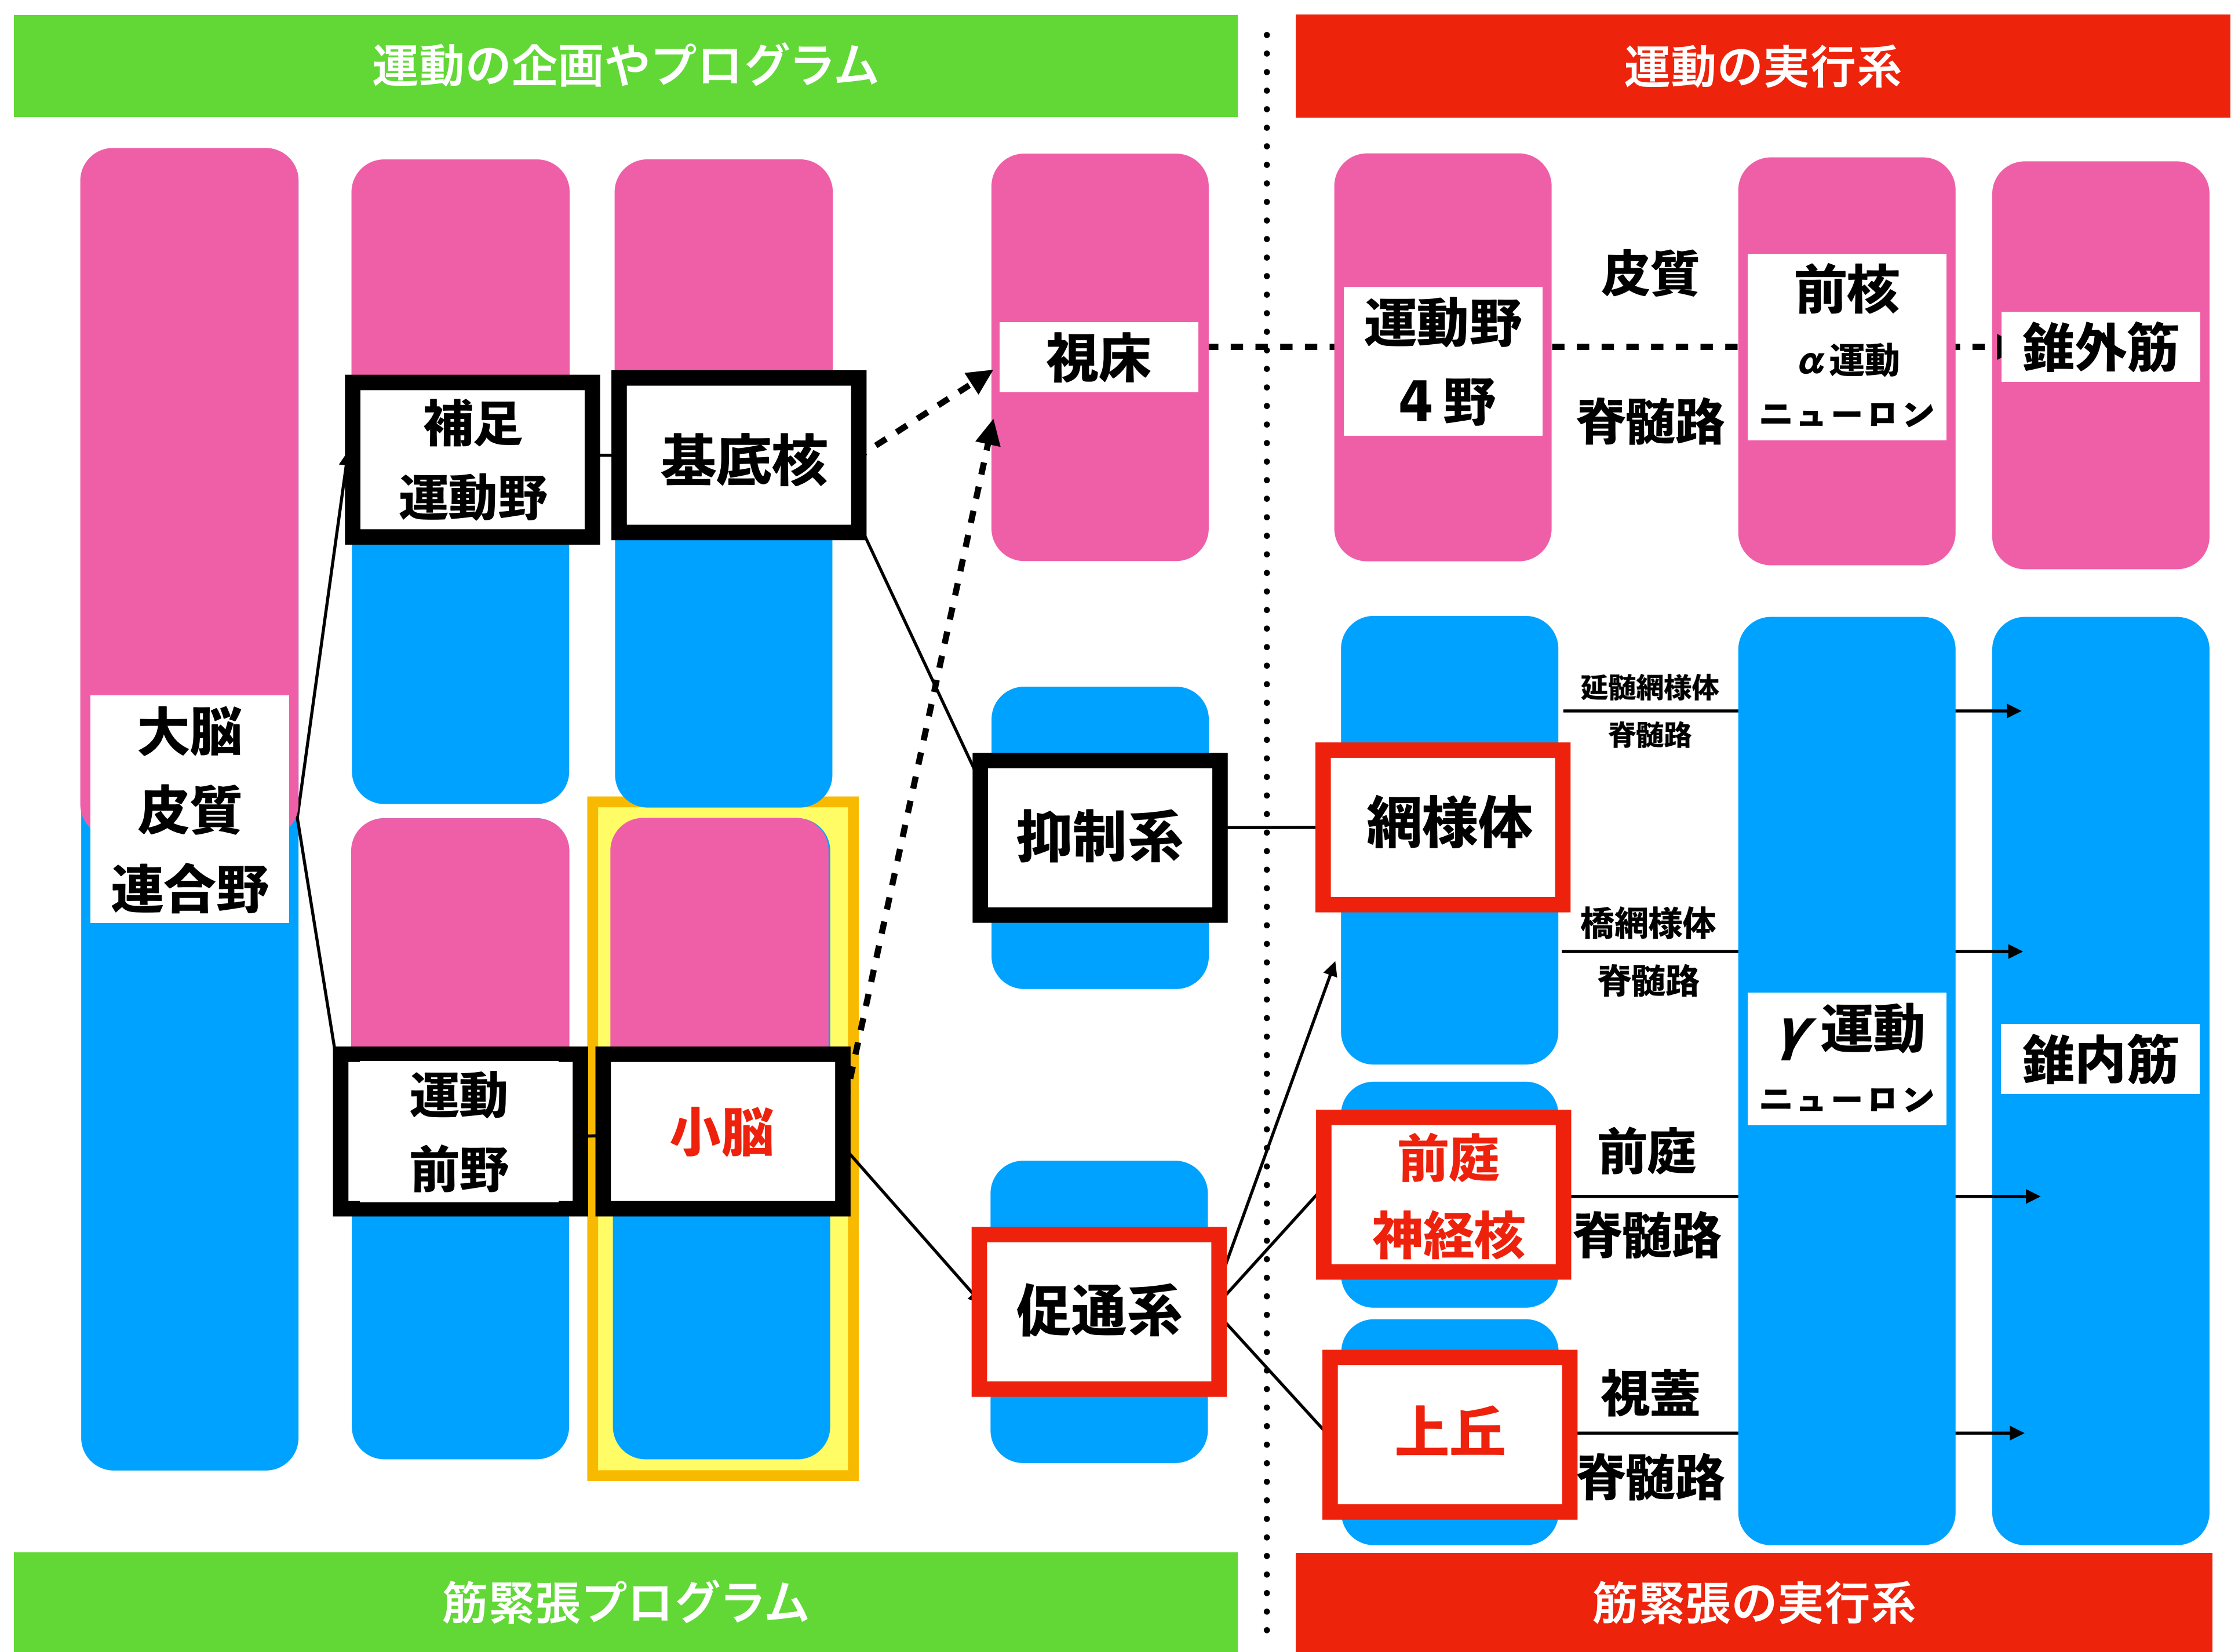 運動の企画やプログラム
運動の実行系
大脳
皮質
連合野
補足
運動野
基底核
視床
運動野
4 野
皮質
脊髄路
前核
α 運動
ニューロン
錐外筋
運動
前野
小脳
抑制系
促通系
網様体
延髄網様体
脊髄路
橋網様体
脊髄路
前庭
神経核
前庭
脊髄路
上丘
視蓋
脊髄路
γ 運動
ニューロン
錐内筋
筋緊張プログラム
筋緊張の実行系